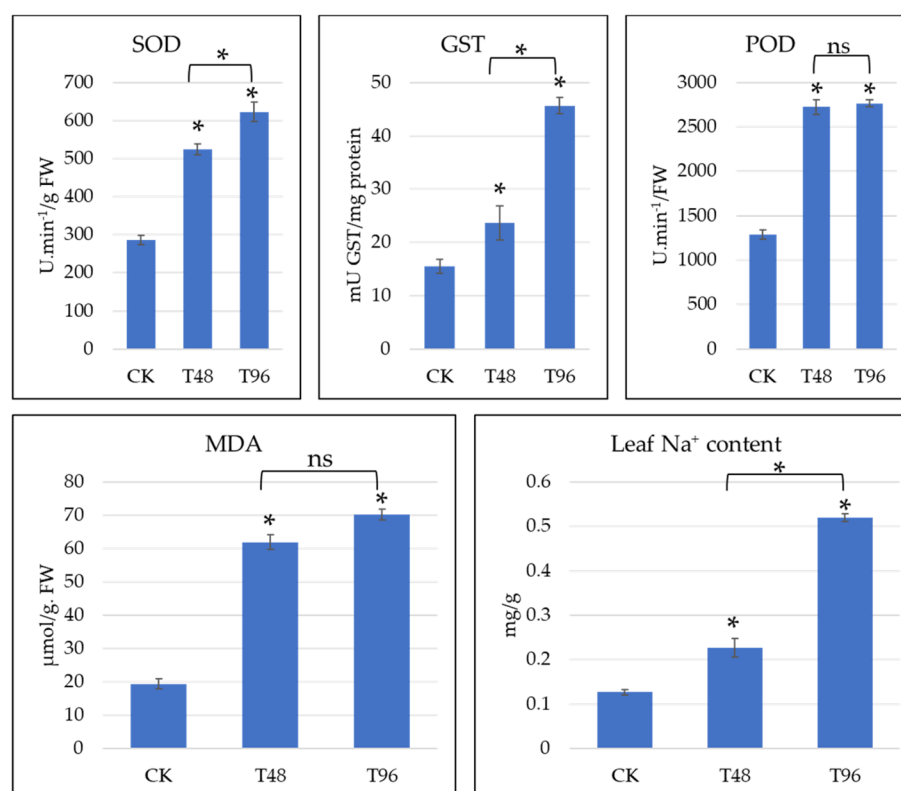 SOD
*
700
600
500
400
300
200
100
0
*
*
U.min⁻¹/g FW
CK T48 T96
GST
*
50
40
30
20
10
0
*
*
mU GST/mg protein
CK T48 T96
POD
ns
3000
2500
2000
1500
1000
500
0
*
*
U.min⁻¹/FW
CK T48 T96
MDA
ns
80
70
60
50
40
30
20
10
0
*
*
µmol/g. FW
CK T48 T96
Leaf Na⁺ content
*
0.6
0.5
0.4
0.3
0.2
0.1
0
*
*
mg/g
CK T48 T96